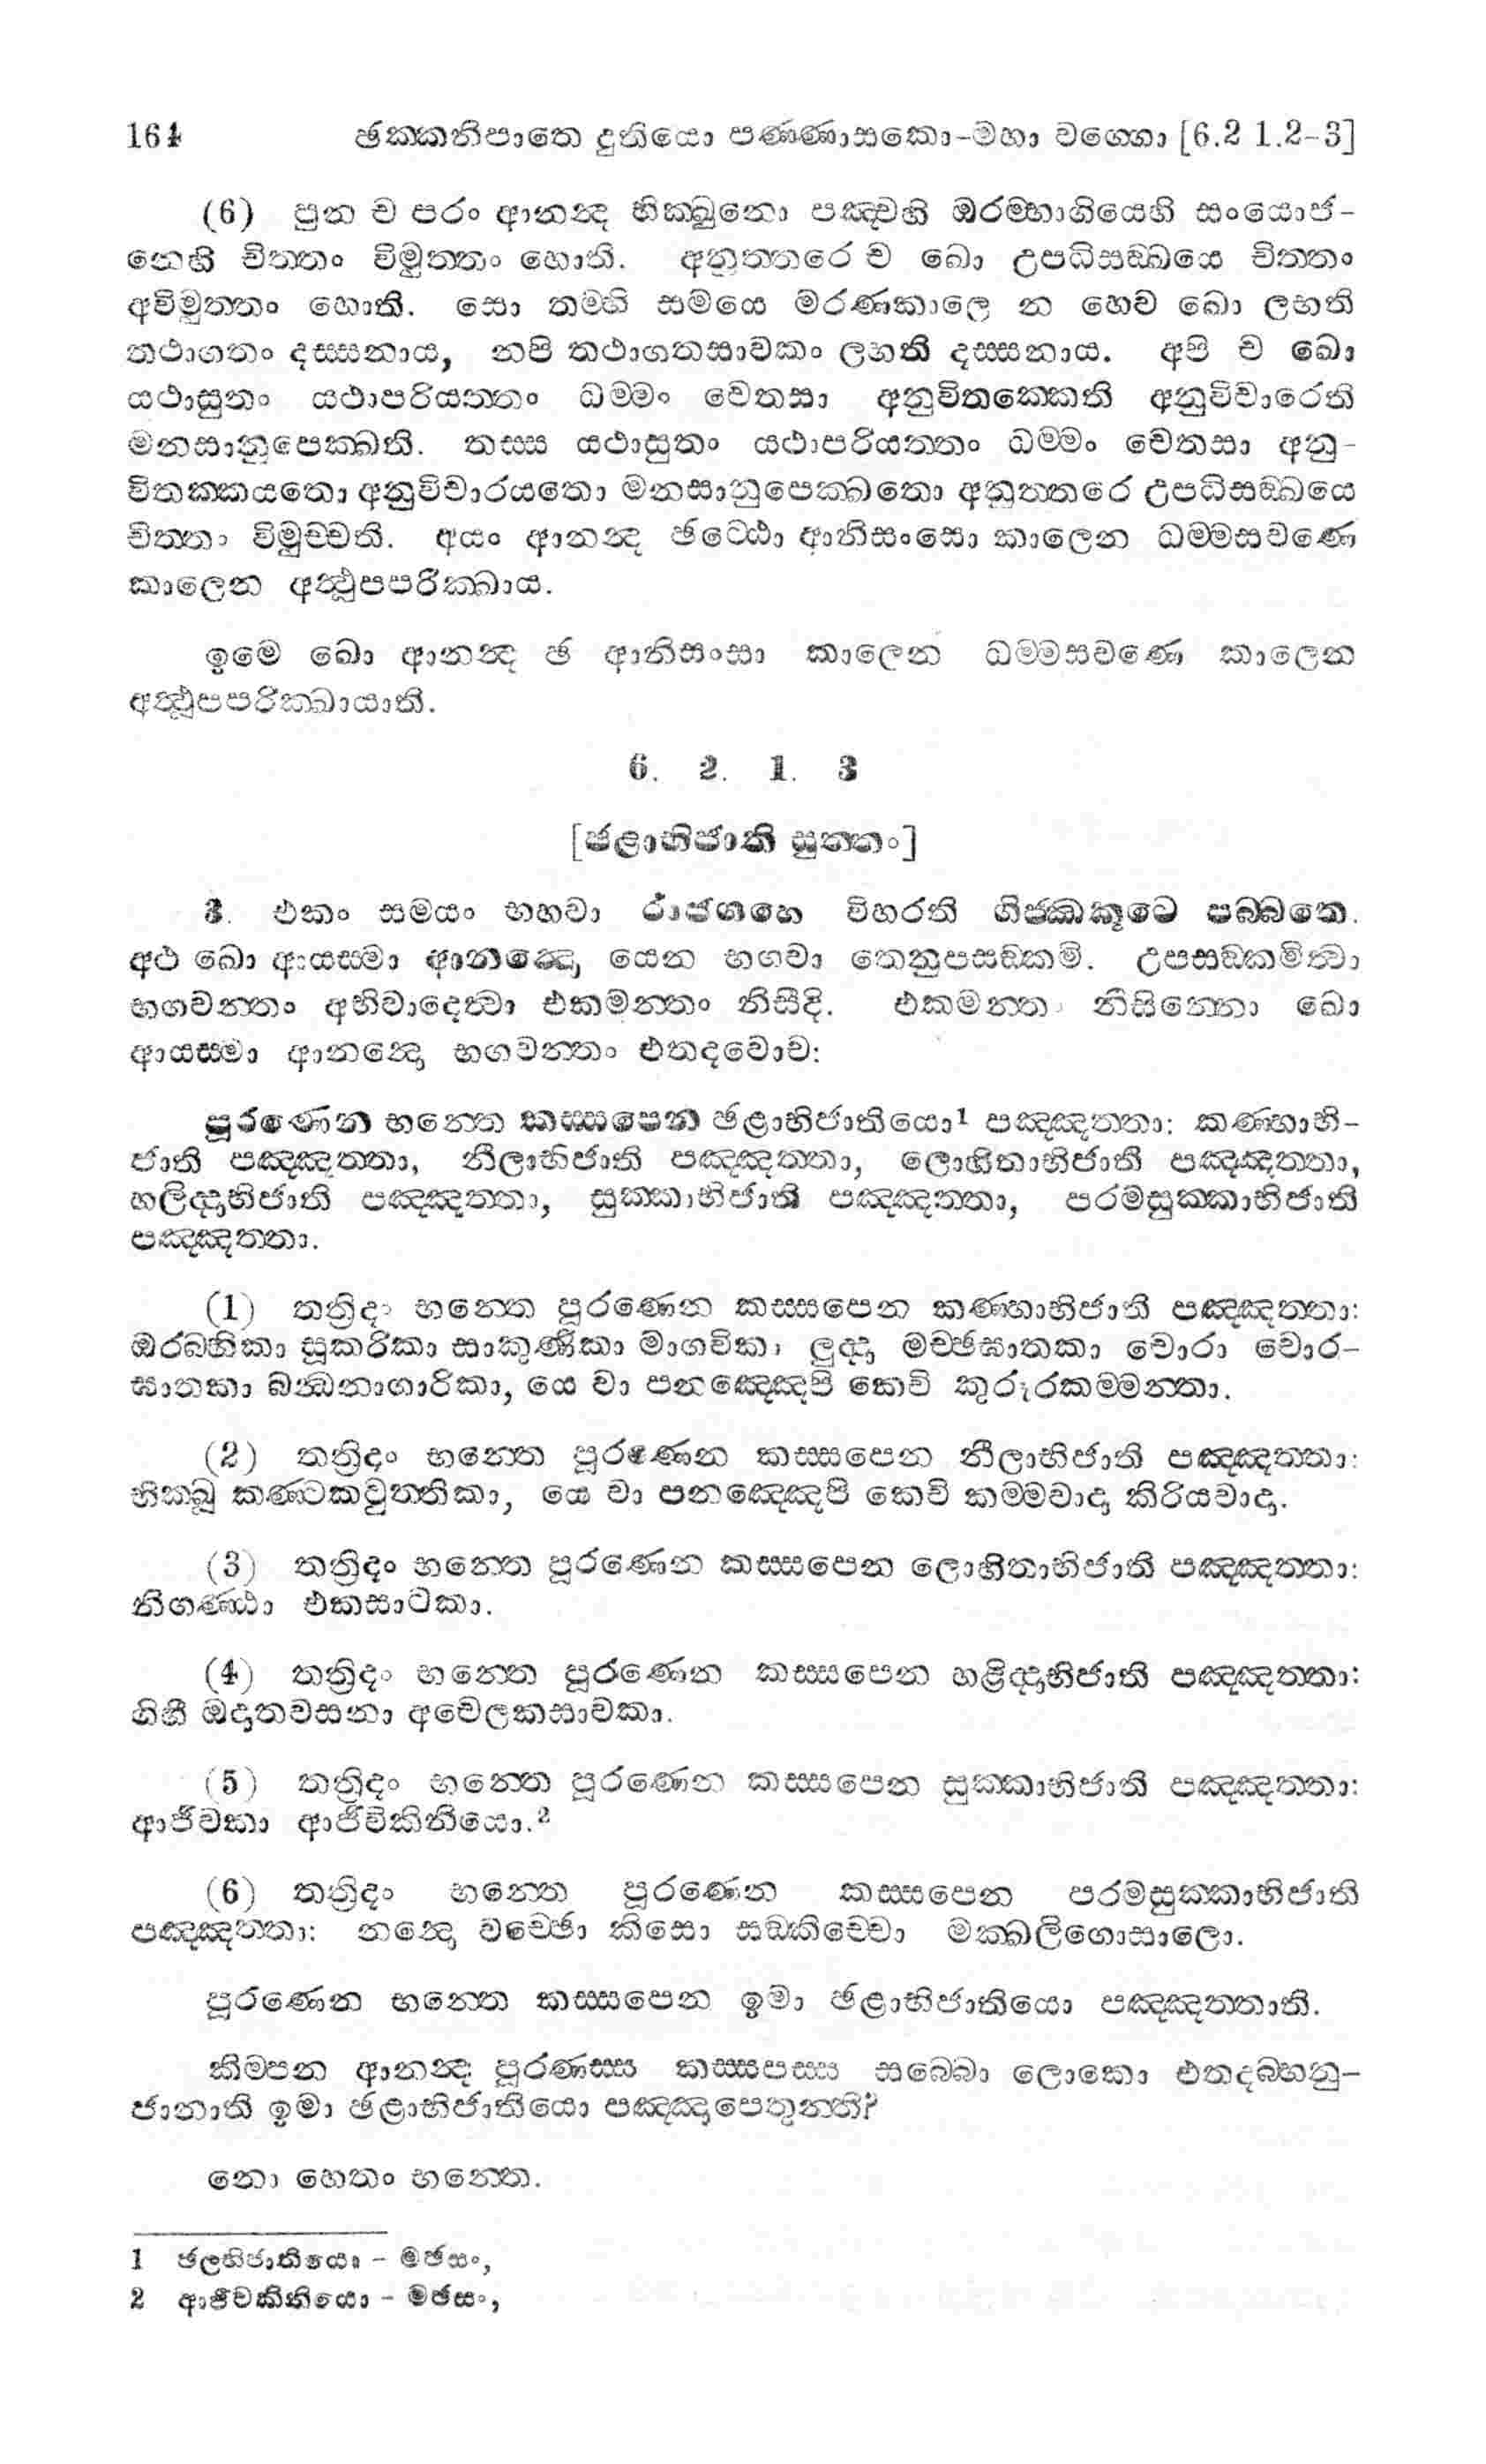 164 ඡක්කනිපාතෙ දුතියො පණ්ණාසකො-මහා වග්ගො [6.2 1.2-3]
(6) පුන ච පරං ආනන්ද භික්ඛුනො පඤ්චහි ඔරම්භාගියෙහි සංයොජ-
නෙහි චිත්තං විමුත්තං හොති. අනුත්තරෙ ච ඛො උපධිසඞ්ඛයෙ චිත්තං
අවිමුත්තං හොති. සො තම්හි සමයෙ මරණකාලෙ න හෙව ඛො ලභති
තථාගතං දස්සනාය, නපි තථාගතසාවකං ලභති දස්සනාය. අපි ච ඛො
යථාසුතං යථාපරියත්තං ධම්මං චෙතසා අනුවිතක්කෙති අනුවිචාරෙති
මනසානුපෙක්ඛති. තස්ස යථාසුතං යථාපරියත්තං ධම්මං චෙතසා අනු-
විතක්කයතො අනුවිචාරයතො මනසානුපෙක්ඛතො අනුත්තරෙ උපධිසඞ්ඛයෙ
චිත්තං විමුච්චති. අයං ආනන්ද ඡට්ඨො ආනිසංසො කාලෙන ධම්මසවණෙ
කාලෙන අත්ථූපපරික්ඛාය.
ඉමෙ ඛො ආනන්ද ඡ ආනිසංසා කාලෙන ධම්මසවණෙ කාලෙන
අත්ථූපපරික්ඛායාති.
6. 2. 1. 3
[ඡළාභිජාති සුත්තං]
3. එකං සමයං භහවා රාජගහෙ විහරති ගිජ්ඣකූටෙ පබ්බතෙ.
අථ ඛො ආයස්මා ආනන්දො යෙන භගවා තෙනුපසඞ්කමි. උපසඞ්කමිත්වා
භගවන්තං අභිවාදෙත්වා එකමන්තං නිසීදි. එකමන්තං නිසින්නො ඛො
ආයස්මා ආනන්දො භගවන්තං එතදවොච:
පූරණෙන භන්තෙ කස්සපෙන ඡළාභිජාතියො1 පඤ්ඤත්තා: කණ්හාභි-
ජාති පඤ්ඤත්තා, නීලාභිජාති පඤ්ඤත්තා, ලොහිතාභිජාති පඤ්ඤත්තා,
හලිද්දාභිජාති පඤ්ඤත්තා, සුක්කාභිජාති පඤ්ඤත්තා, පරමසුක්කාභිජාති
පඤ්ඤත්තා.
(1) තත්‍රිදං භන්තෙ පූරණෙන කස්සපෙන කණ්හාභිජාති පඤ්ඤත්තා:
ඔරබ්භිකා සූකරිකා සාකුණිකා මාගවිකා ලුද්දා මච්ඡඝාතකා චොරා චොර-
ඝාතකා බන්ධනාගාරිකා, යෙ වා පනඤ්ඤෙපි කෙචි කුරූරකම්මන්තා.
(2) තත්‍රිදං භන්තෙ පූරණෙන කස්සපෙන නීලාභිජාති පඤ්ඤත්තා:
භික්ඛූ කණ්ටකවුත්තිකා, යෙ වා පනඤ්ඤෙපි කෙචි කම්මවාදා කිරියවාදා.
(3) තත්‍රිදං භන්තෙ පූරණෙන කස්සපෙන ලොහිතාභිජාති පඤ්ඤත්තා:
නිගණ්ඨා එකසාටකා.
(4) තත්‍රිදං භන්තෙ පූරණෙන කස්සපෙන හළිද්දාභිජාති පඤ්ඤත්තා:
ගිහී ඔදාතවසනා අචෙලකසාවකා.
(5) තත්‍රිදං භන්තෙ පූරණෙන කස්සපෙන සුක්කාභිජාති පඤ්ඤත්තා:
ආජීවකා ආජීවිකිනියො.2
(6) තත්‍රිදං භන්තෙ පූරණෙන කස්සපෙන පරමසුක්කාභිජාති
පඤ්ඤත්තා: නන්දො වච්ඡො කිසො සඞ්කිච්චො මක්ඛලිගොසාලො.
පූරණෙන භන්තෙ කස්සපෙන ඉමා ඡළාභිජාතියො පඤ්ඤත්තාති.
කිම්පන ආනන්ද පූරණස්ස කස්සපස්ස සබ්බො ලොකො එතදබ්භනු-
ජානාති ඉමා ඡළාභිජාතියො පඤ්ඤාපෙතුන්ති?
නො හෙතං භන්තෙ.
1 ඡලභිජාතියො - මඡසං,
2 ආජීවකිනියො - මඡසං,